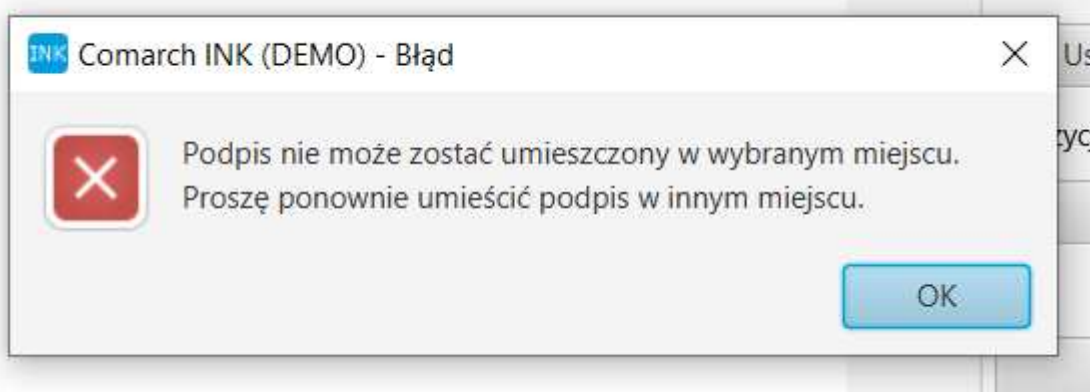 INK Comarch INK (DEMO) - Błąd
Podpis nie może zostać umieszczony w wybranym miejscu.
Proszę ponownie umieścić podpis w innym miejscu.
OK